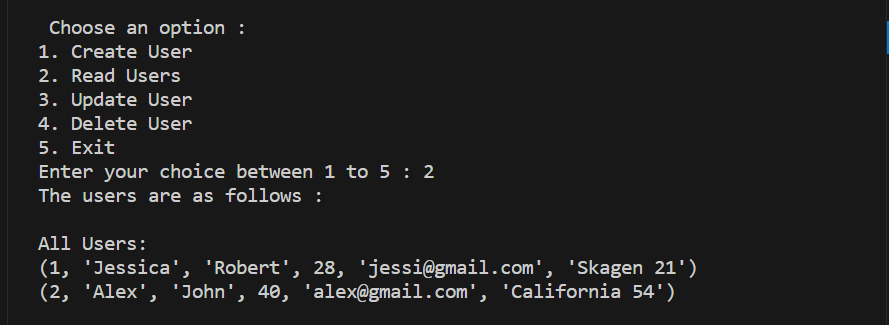 Choose an option :
1. Create User
2. Read Users
3. Update User
4. Delete User
5. Exit
Enter your choice between 1 to 5 : 2
The users are as follows :
All Users:
(1, 'Jessica', 'Robert', 28, 'jessi@gmail.com', 'Skagen 21')
(2, 'Alex', 'John', 40, 'alex@gmail.com', 'California 54')